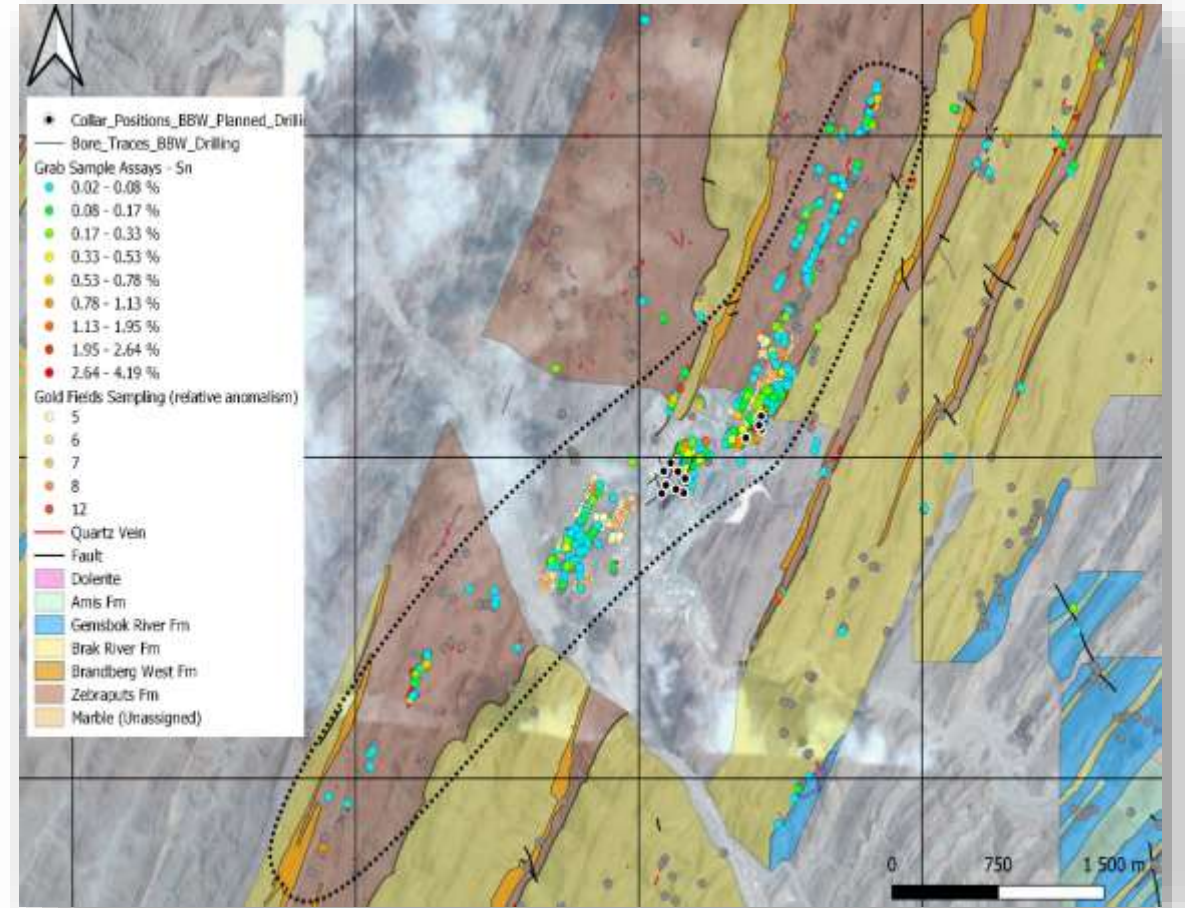 Collar_Positions_BBW_Planned_Drilli
Bore_Traces_BBW_Drilling
Grab Sample Assays - Sn
0.02 - 0.08 %
0.08 - 0.17 %
0.17 - 0.33 %
0.33 - 0.53 %
0.53 - 0.78 %
0.78 - 1.13 %
1.13 - 1.95 %
1.95 - 2.64 %
2.64 - 4.19 %
Gold Fields Sampling (relative anomalism)
5
6
7
8
12
Quartz Vein
Fault
Dolerite
Amis Fm
Gemsbok River Fm
Brak River Fm
Brandberg West Fm
Zebraputs Fm
Marble (Unassigned)
0 750 1 500 m